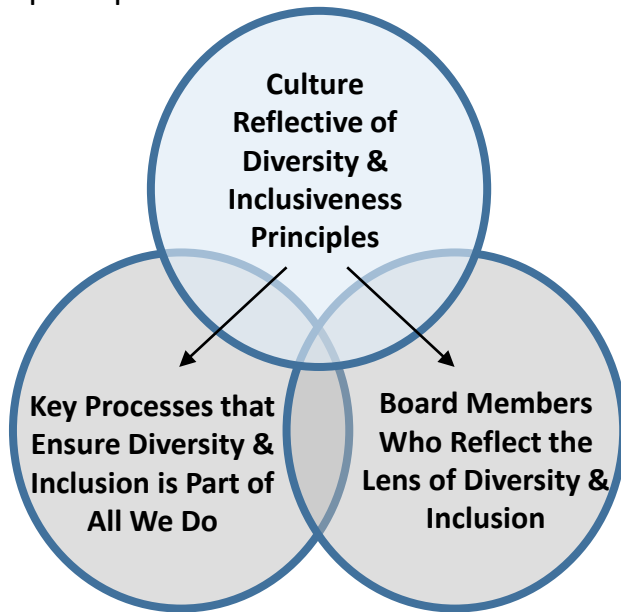 Culture
Reflective of
Diversity &
Inclusiveness
Principles
Key Processes that
Ensure Diversity &
Inclusion is Part of
All We Do
Board Members
Who Reflect the
Lens of Diversity &
Inclusion